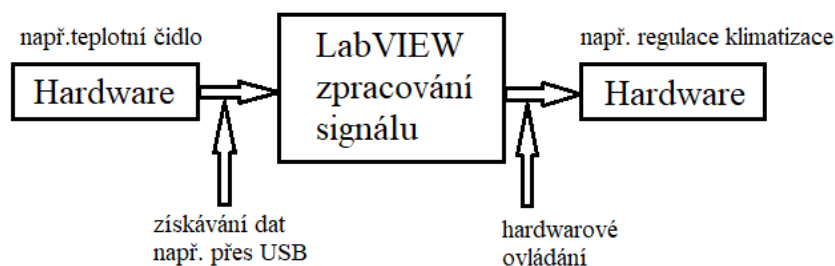 např.teplotní čidlo
Hardware
LabVIEW
zpracování
signálu
např. regulace klimatizace
Hardware
získávání dat
např. přes USB
hardwarové
ovládání